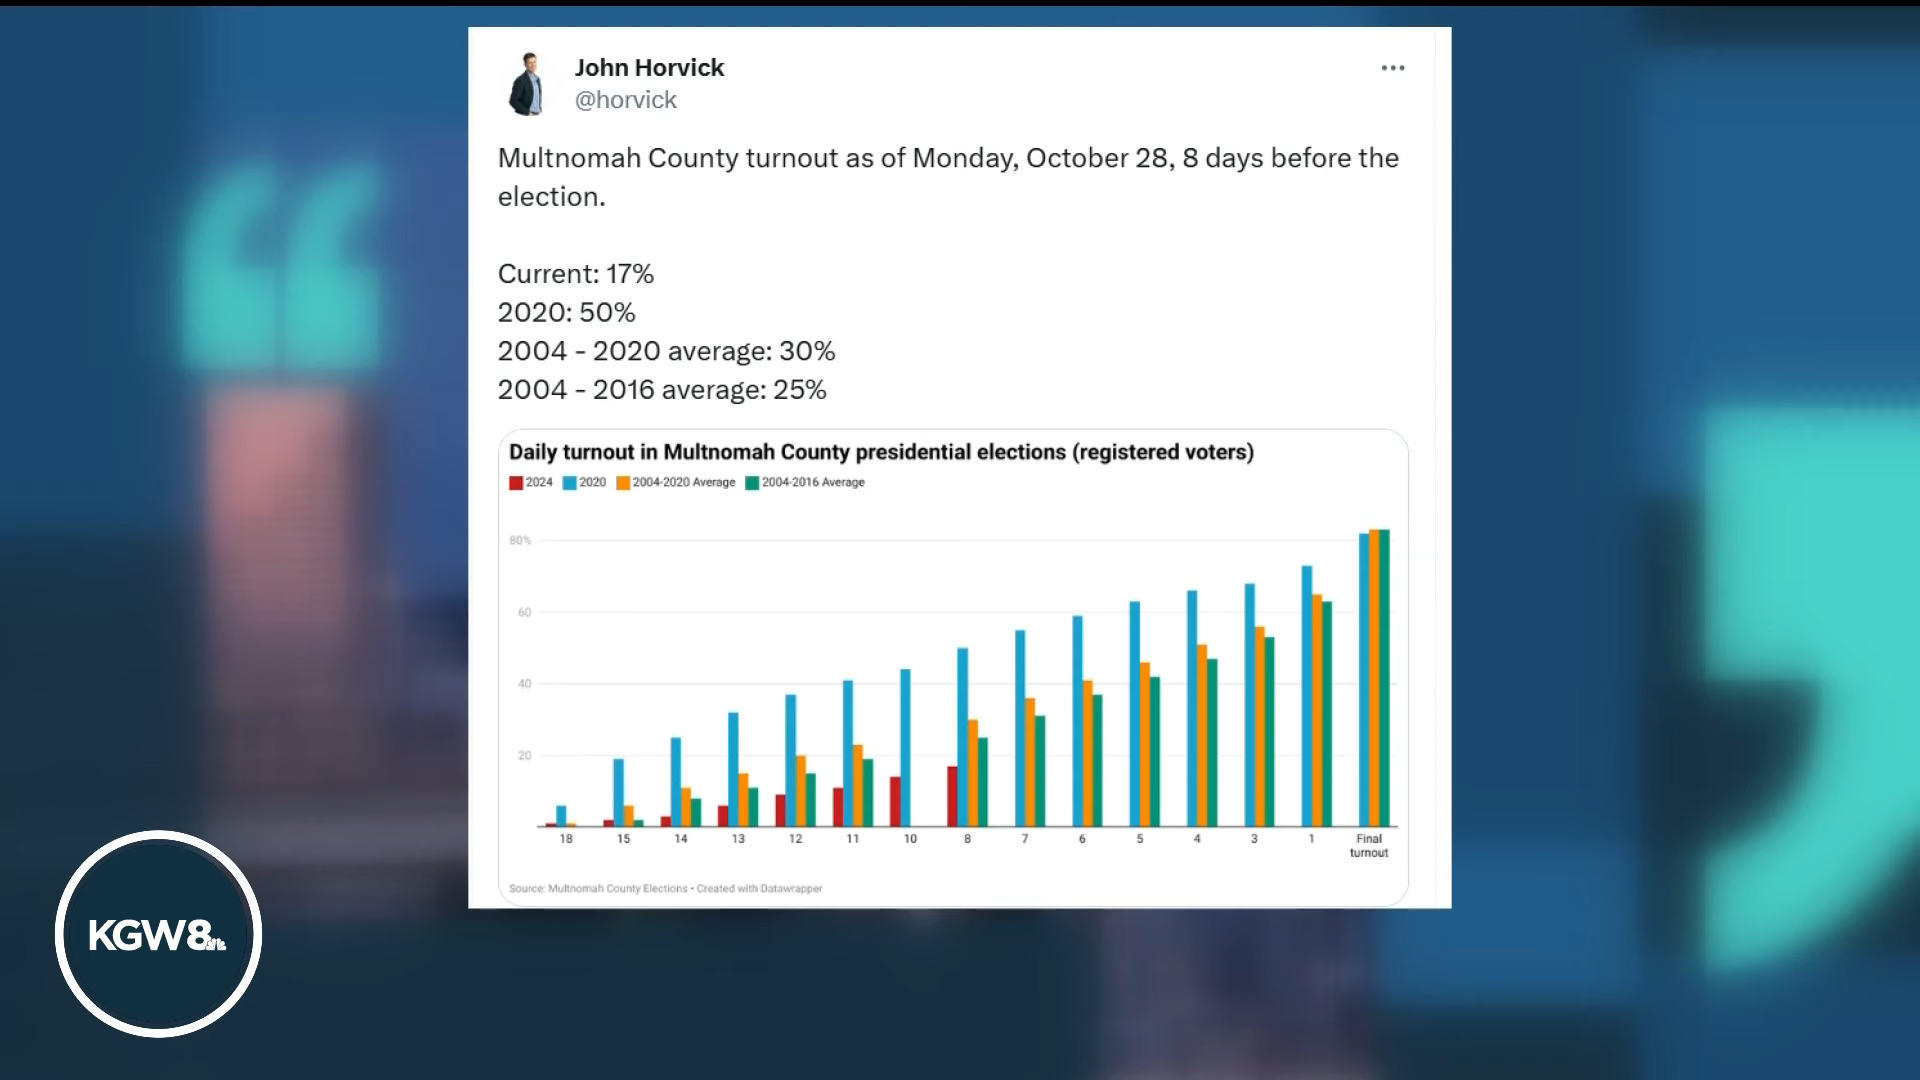 John Horvick
@horvick
Multnomah County turnout as of Monday, October 28, 8 days before the
election.
Current: 17%
2020: 50%
2004 - 2020 average: 30%
2004 - 2016 average: 25%
Daily turnout in Multnomah County presidential elections (registered voters)
2024 2020 2004-2020 Average 2004-2016 Average
80%
60
40
20
18 15 14 13 12 11 10 8 7 6 5 4 3 1 Final
turnout
Source: Multnomah County Elections • Created with Datawrapper
KGW8